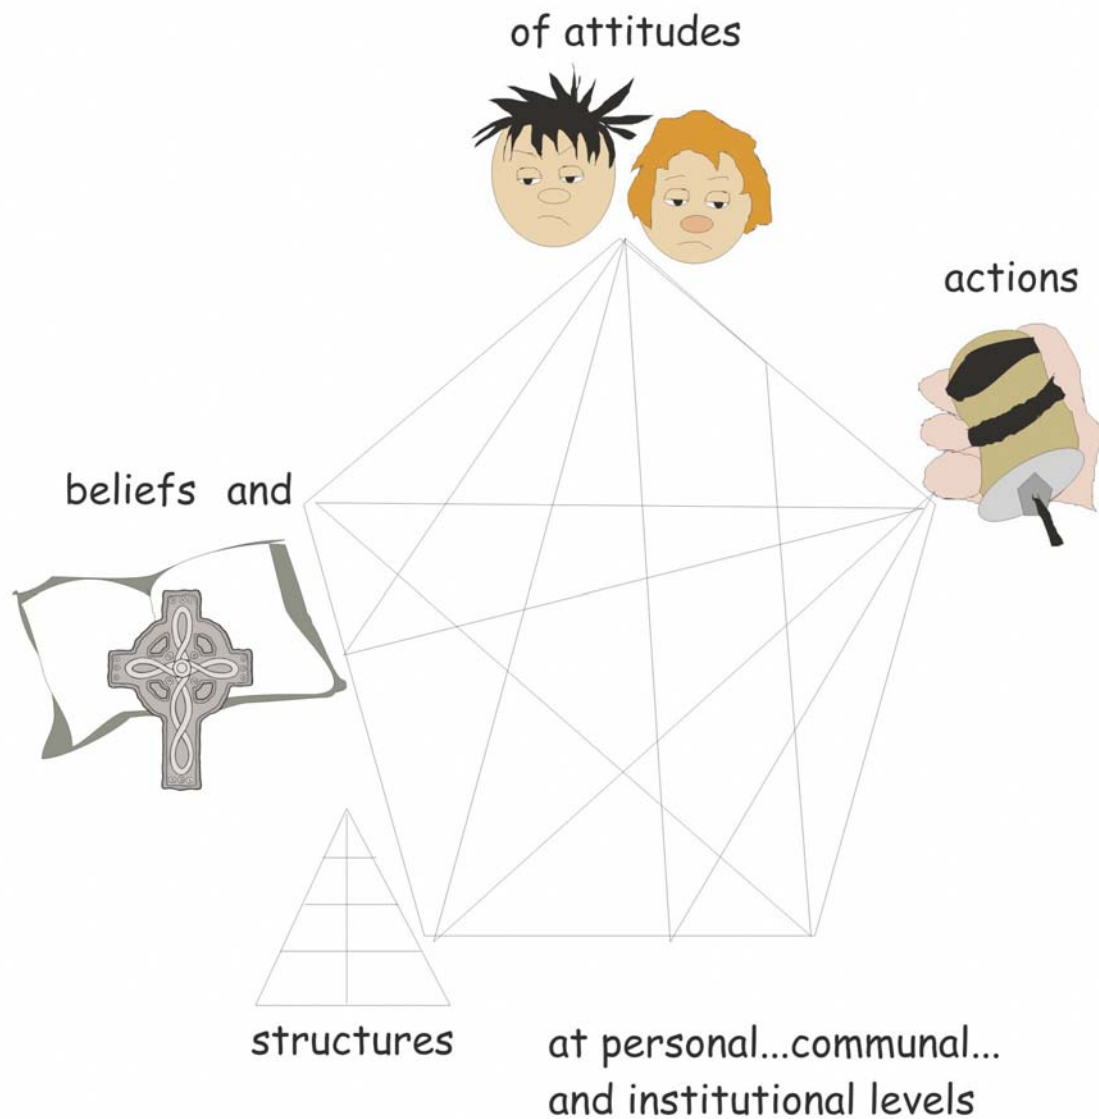 of attitudes
actions
beliefs and
structures
at personal...communal...
and institutional levels